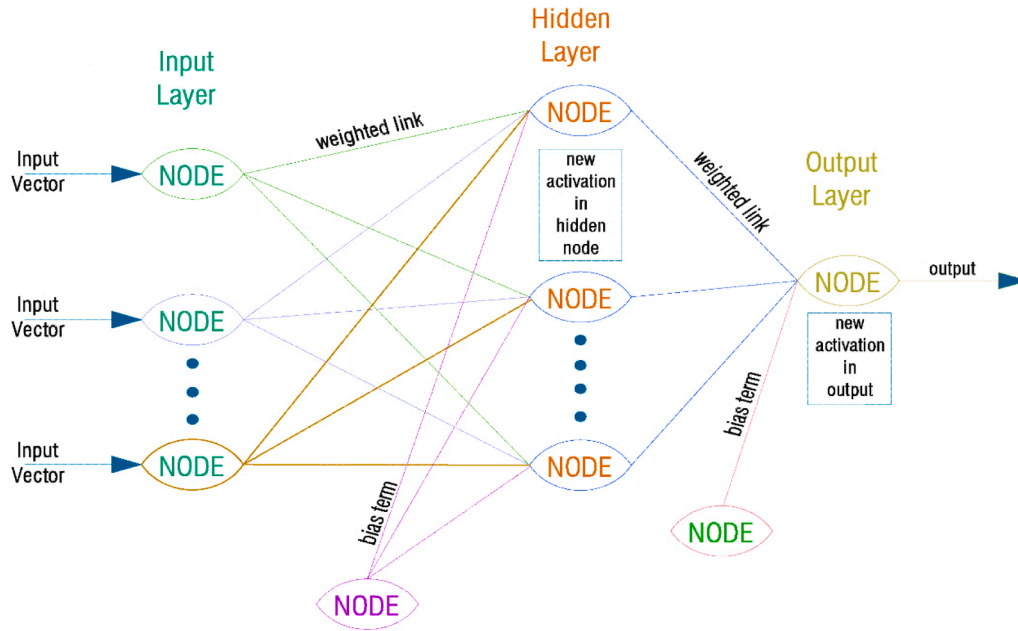 Hidden
Layer
Input
Layer
NODE
weighted link
Input
Vector
NODE
new
activation
in
hidden
node
weighted link
Output
Layer
Input
Vector
NODE
NODE
NODE
output
new
activation
in
output
bias term
Input
Vector
NODE
NODE
bias term
NODE
NODE